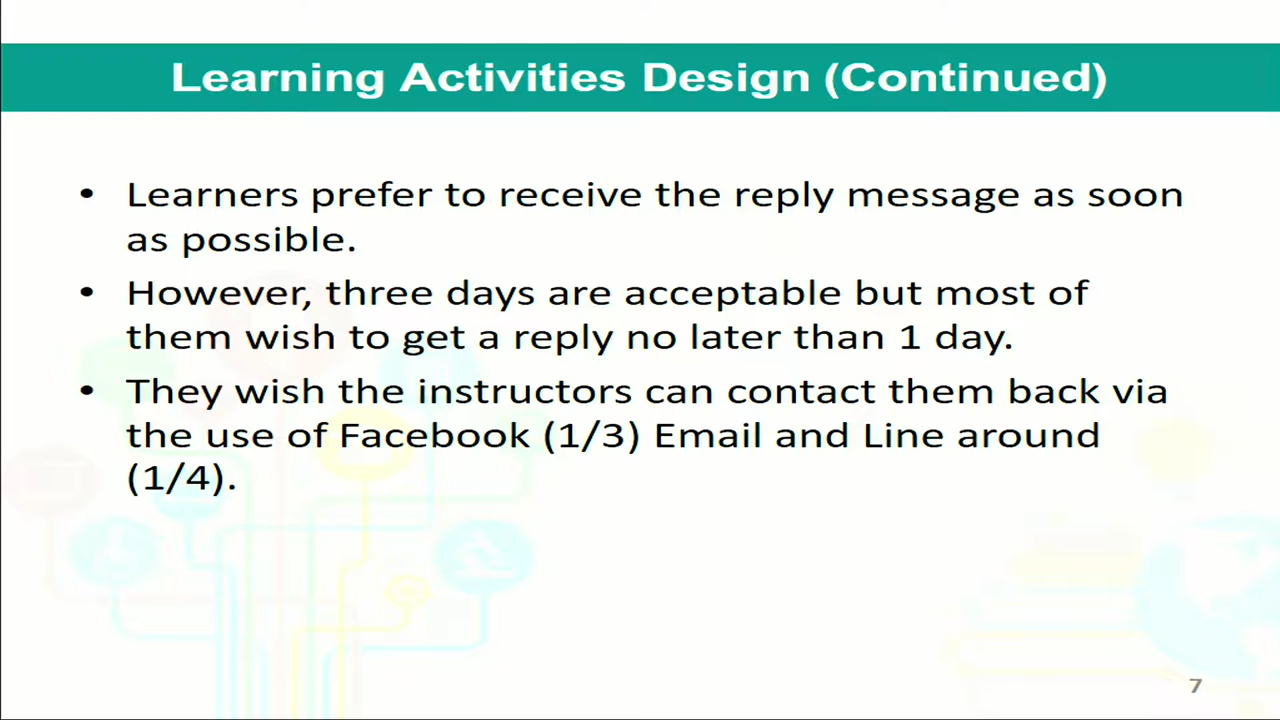 Learning Activities Design (Continued)
• Learners prefer to receive the reply message as soon
as possible.
• However, three days are acceptable but most of
them wish to get a reply no later than 1 day.
• They wish the instructors can contact them back via
the use of Facebook (1/3) Email and Line around
(1/4).
7